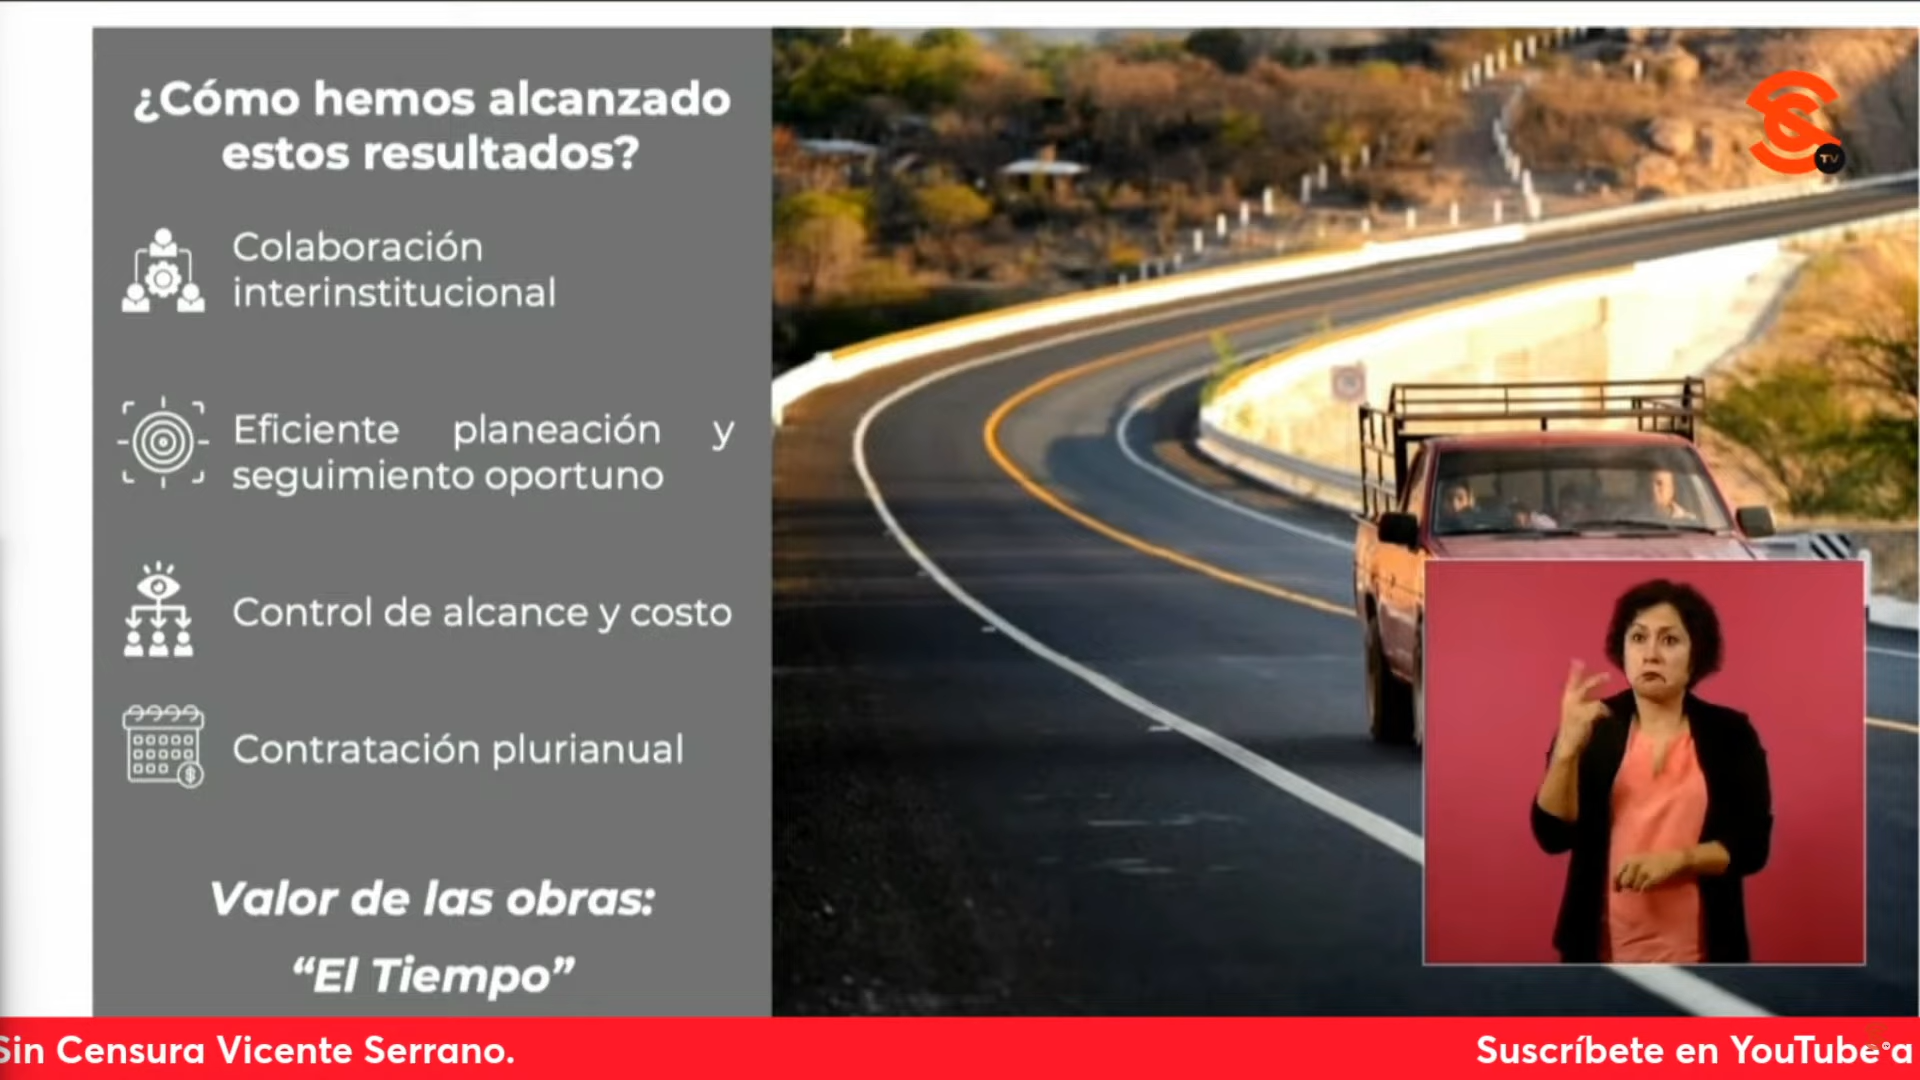 ¿Cómo hemos alcanzado
estos resultados?
Colaboración
interinstitucional
Eficiente planeación y
seguimiento oportuno
Control de alcance y costo
Contratación plurianual
Valor de las obras:
“El Tiempo”
TV
Sin Censura Vicente Serrano.
Suscríbete en YouTube a